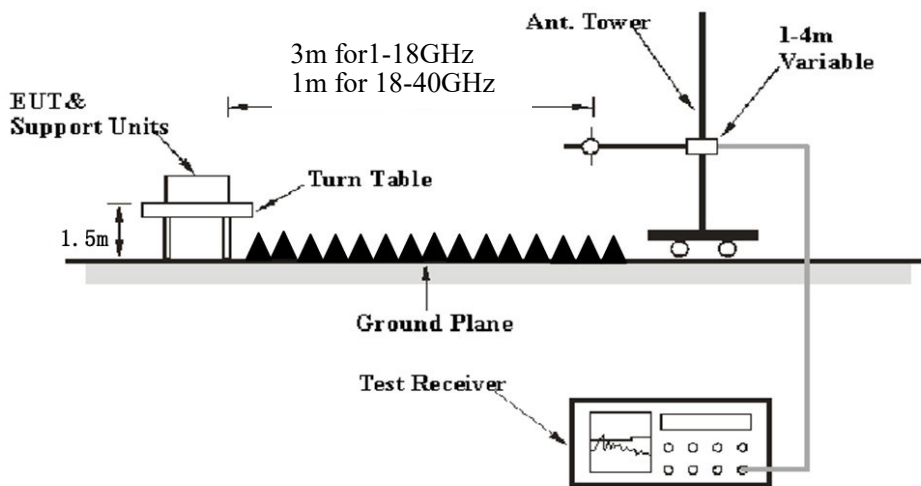 3m for1-18GHz
1m for 18-40GHz
Ant. Tower
1-4m
Variable
EUT&
Support Units
Turn Table
1.5m
Ground Plane
Test Receiver